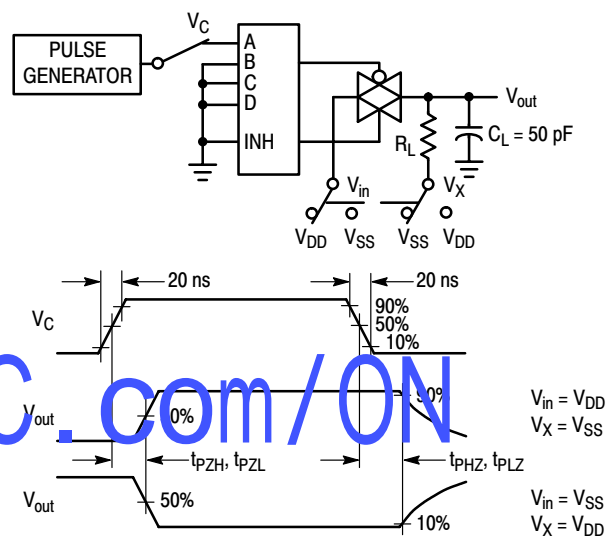 V_C
PULSE
GENERATOR
A
B
C
D
INH
V_out
R_L
C_L = 50 pF
V_in
V_X
V_DD
V_SS
V_SS
V_DD
20 ns
20 ns
V_C
90%
50%
10%
C.com/ON
V_out
90%
V_in = V_DD
V_X = V_SS
t_PZH, t_PZL
t_PHZ, t_PLZ
V_out
50%
10%
V_in = V_SS
V_X = V_DD